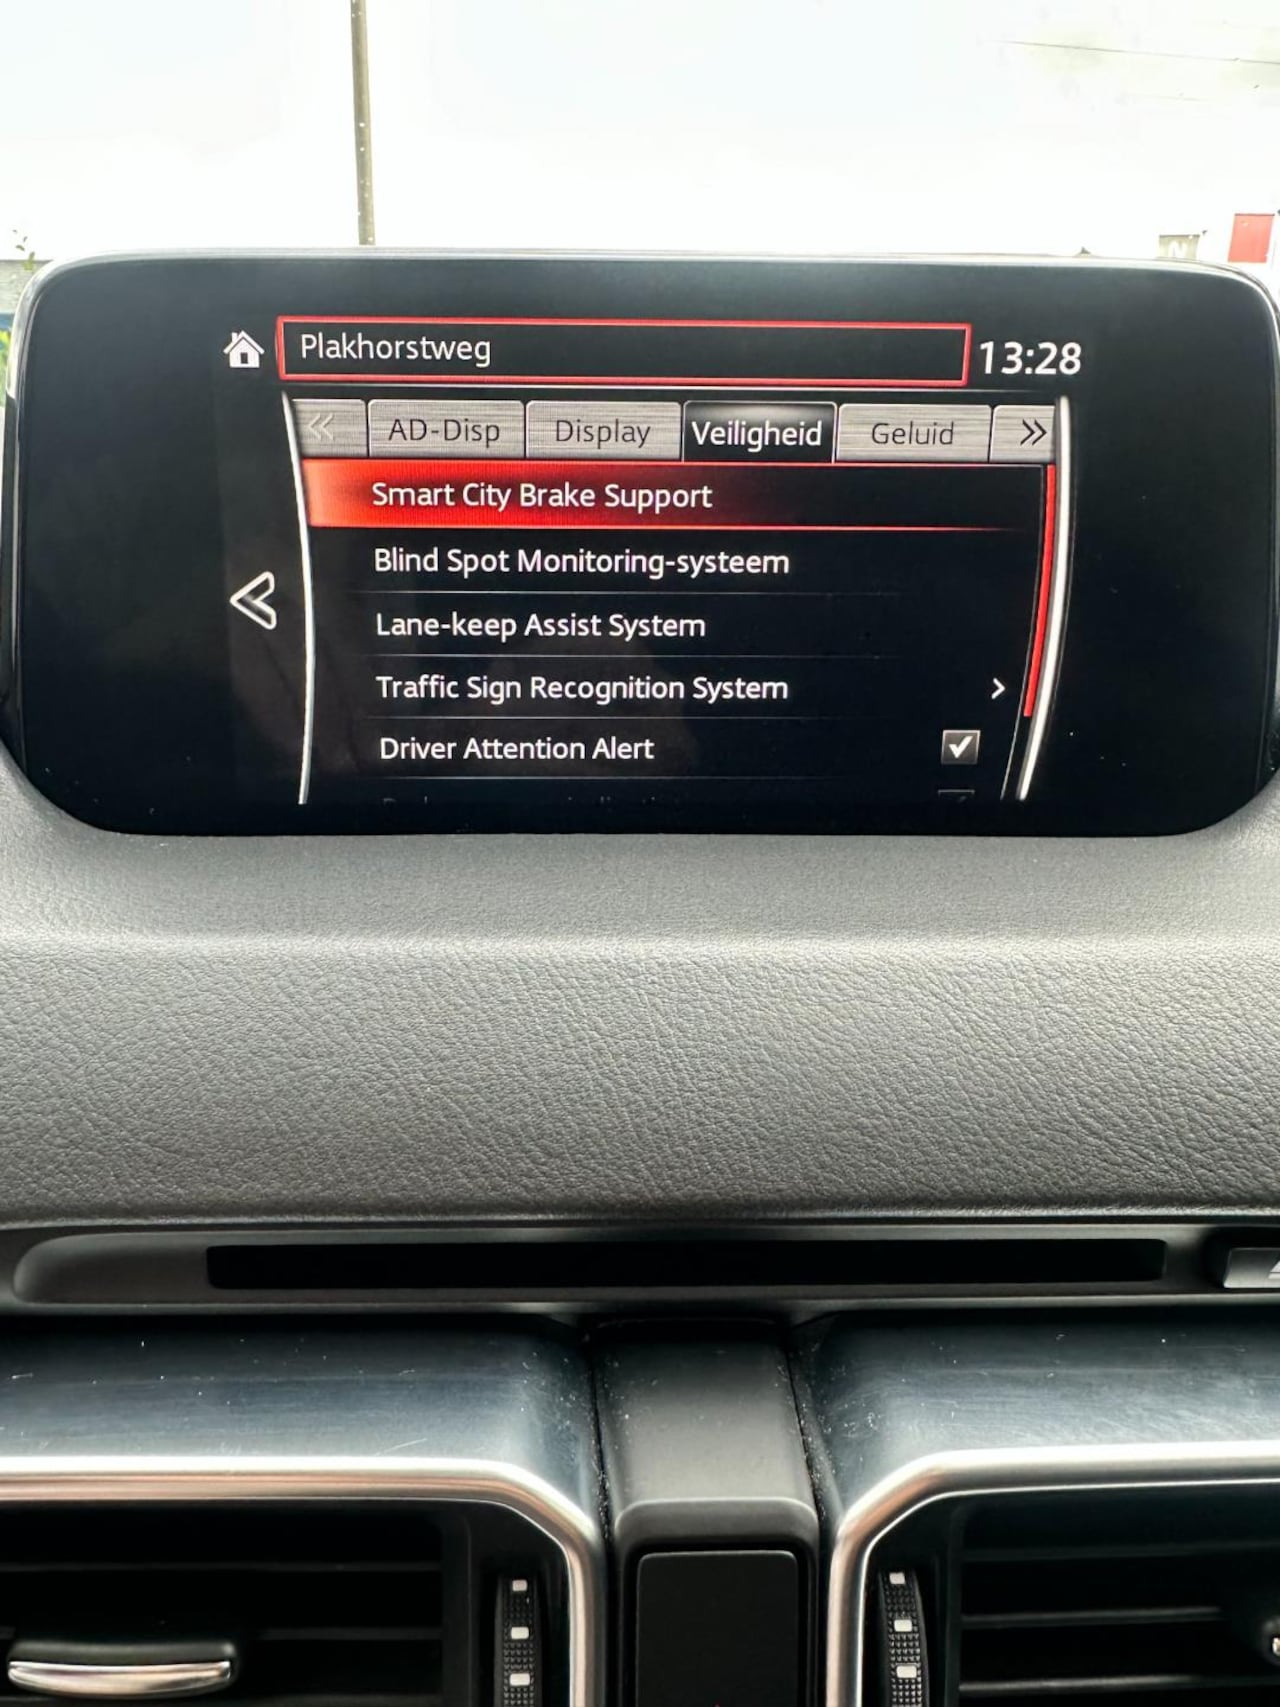 Plakhorstweg
13:28
AD-Disp
Display
Veiligheid
Geluid
Smart City Brake Support
Blind Spot Monitoring-systeem
Lane-keep Assist System
Traffic Sign Recognition System
Driver Attention Alert